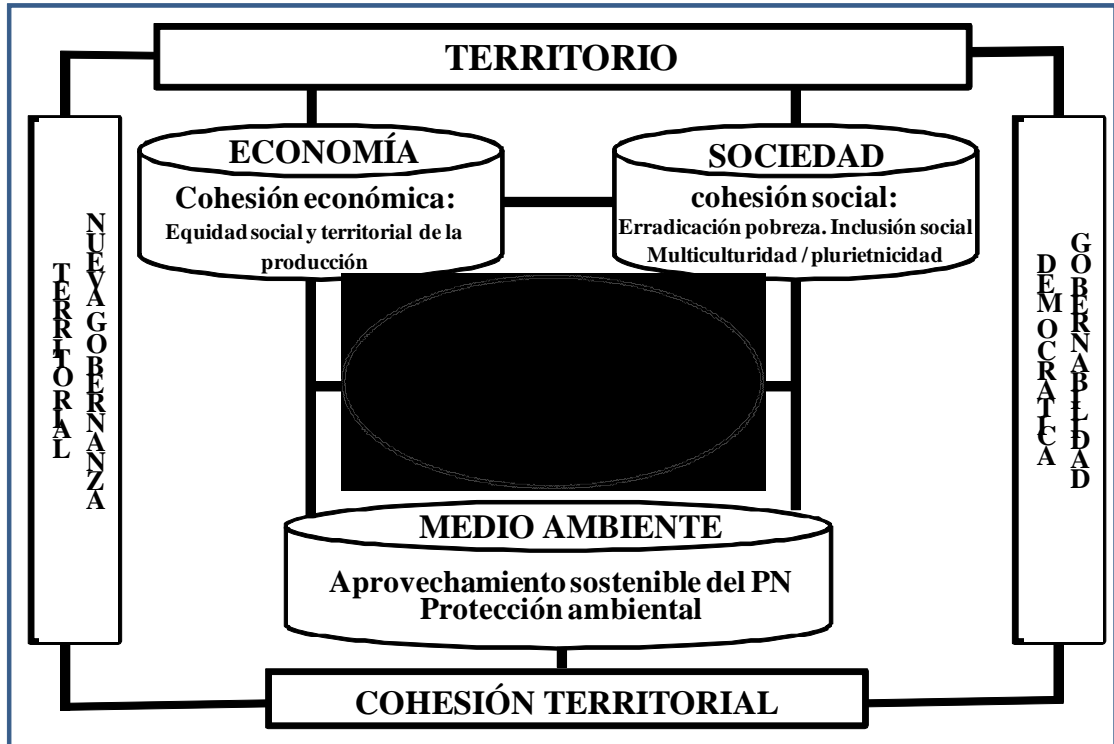 TERRITORIO
ECONOMÍA
Cohesión económica:
Equidad social y territorial de la
producción
SOCIEDAD
cohesión social:
Erradicación pobreza. Inclusión social
Multiculturidad / plurietnicidad
NUEVA GOBERNANZA
TERRITORIAL
GOBERNABILIDAD
DEMOCRATICA
MEDIO AMBIENTE
Aprovechamiento sostenible del PN
Protección ambiental
COHESIÓN TERRITORIAL